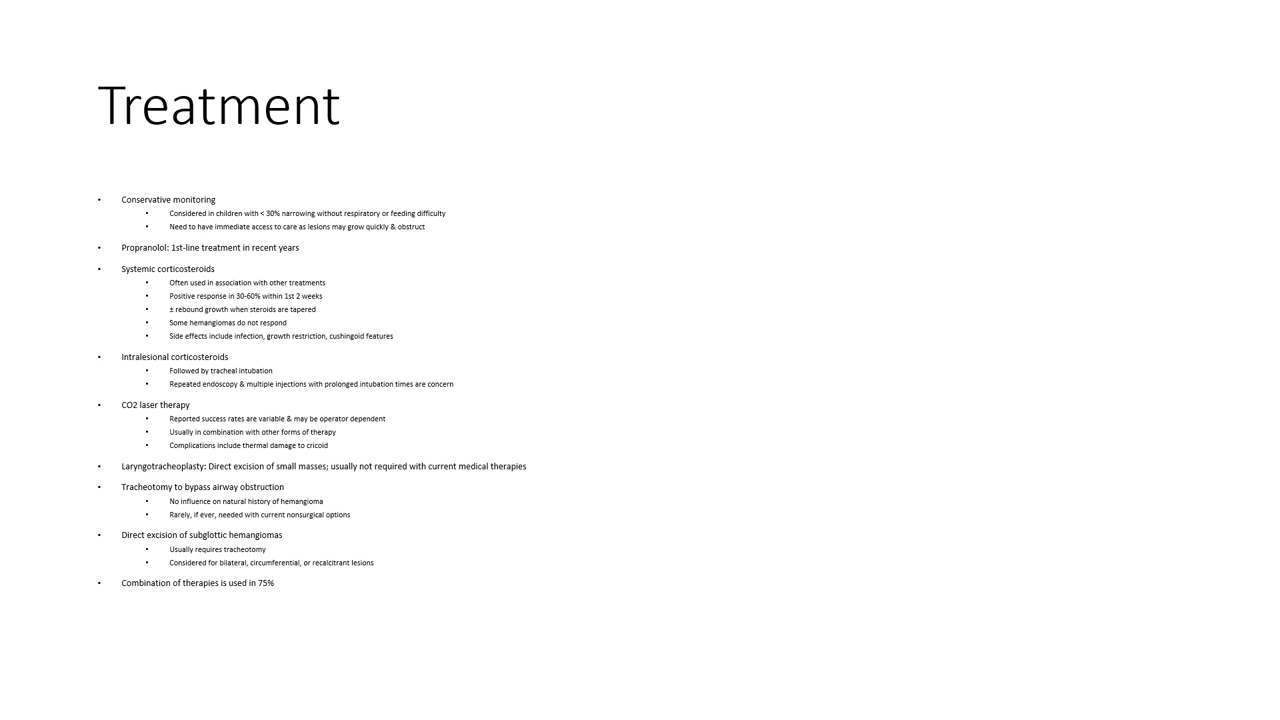 Treatment
• Conservative monitoring
• Considered in children with < 30% narrowing without respiratory or feeding difficulty
• Need to have immediate access to care as lesions may grow quickly & obstruct
• Propranolol: 1st-line treatment in recent years
• Systemic corticosteroids
• Often used in association with other treatments
• Positive response in 30-60% within 1st 2 weeks
• ± rebound growth when steroids are tapered
• Some hemangiomas do not respond
• Side effects include infection, growth restriction, cushingoid features
• Intralesional corticosteroids
• Followed by tracheal intubation
• Repeated endoscopy & multiple injections with prolonged intubation times are concern
• CO2 laser therapy
• Reported success rates are variable & may be operator dependent
• Usually in combination with other forms of therapy
• Complications include thermal damage to cricoid
• Laryngotracheoplasty: Direct excision of small masses; usually not required with current medical therapies
• Tracheotomy to bypass airway obstruction
• No influence on natural history of hemangioma
• Rarely, if ever, needed with current nonsurgical options
• Direct excision of subglottic hemangiomas
• Usually requires tracheotomy
• Considered for bilateral, circumferential, or recalcitrant lesions
• Combination of therapies is used in 75%